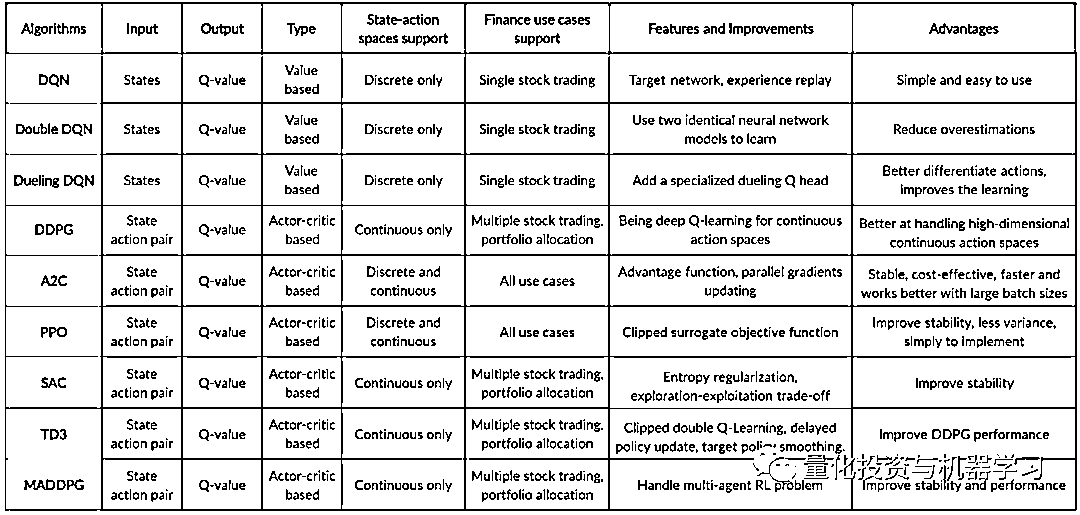 Algorithms
Input
Output
Type
State-action
spaces support
Finance use cases
support
Features and Improvements
Advantages
DQN
States
Q-value
Value
based
Discrete only
Single stock trading
Target network, experience replay
Simple and easy to use
Double DQN
States
Q-value
Value
based
Discrete only
Single stock trading
Use two identical neural network
models to learn
Reduce overestimations
Dueling DQN
States
Q-value
Value
based
Discrete only
Single stock trading
Add a specialized dueling Q head
Better differentiate actions,
improves the learning
DDPG
State
action pair
Q-value
Actor-critic
based
Continuous only
Multiple stock trading,
portfolio allocation
Being deep Q-learning for continuous
action spaces
Better at handling high-dimensional
continuous action spaces
A2C
State
action pair
Q-value
Actor-critic
based
Discrete and
continuous
All use cases
Advantage function, parallel gradients
updating
Stable, cost-effective, faster and
works better with large batch sizes
PPO
State
action pair
Q-value
Actor-critic
based
Discrete and
continuous
All use cases
Clipped surrogate objective function
Improve stability, less variance,
simply to implement
SAC
State
action pair
Q-value
Actor-critic
based
Continuous only
Multiple stock trading,
portfolio allocation
Entropy regularization,
exploration-exploitation trade-off
Improve stability
TD3
State
action pair
Q-value
Actor-critic
based
Continuous only
Multiple stock trading,
portfolio allocation
Clipped double Q-Learning, delayed
policy update, target policy smoothing.
Improve DDPG performance
MADDPG
State
action pair
Q-value
Actor-critic
based
Continuous only
Multiple stock trading,
portfolio allocation
Handle multi-agent RL problem
Improve stability and performance
量化投资与机器学习